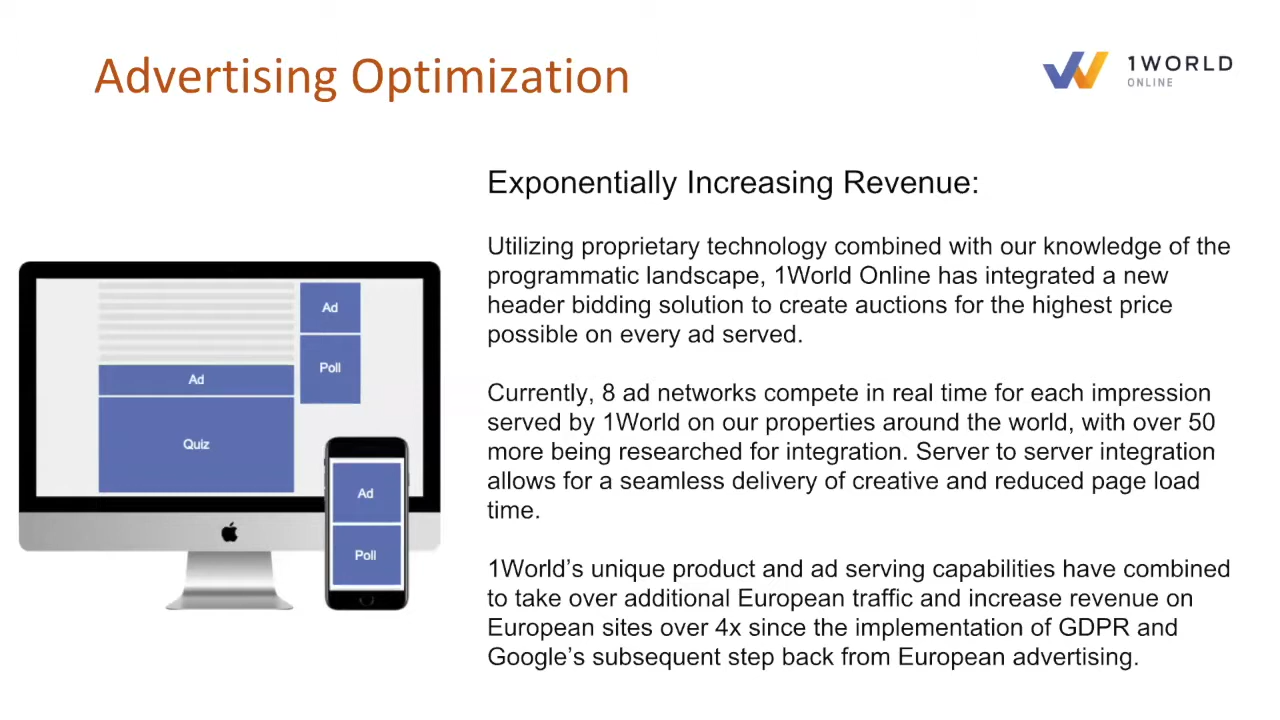 Advertising Optimization
1WORLD
ONLINE
Exponentially Increasing Revenue:
Utilizing proprietary technology combined with our knowledge of the
programmatic landscape, 1World Online has integrated a new
header bidding solution to create auctions for the highest price
possible on every ad served.
Currently, 8 ad networks compete in real time for each impression
served by 1World on our properties around the world, with over 50
more being researched for integration. Server to server integration
allows for a seamless delivery of creative and reduced page load
time.
1World’s unique product and ad serving capabilities have combined
to take over additional European traffic and increase revenue on
European sites over 4x since the implementation of GDPR and
Google’s subsequent step back from European advertising.
Ad
Poll
Ad
Quiz
Ad
Poll